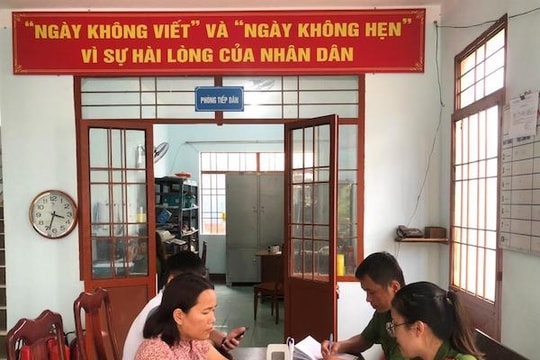 “NGÀY KHÔNG VIẾT” VÀ “NGÀY KHÔNG HẸN”
VÌ SỰ HÀI LÒNG CỦA NHÂN DÂN
PHÒNG TIẾP DÂN